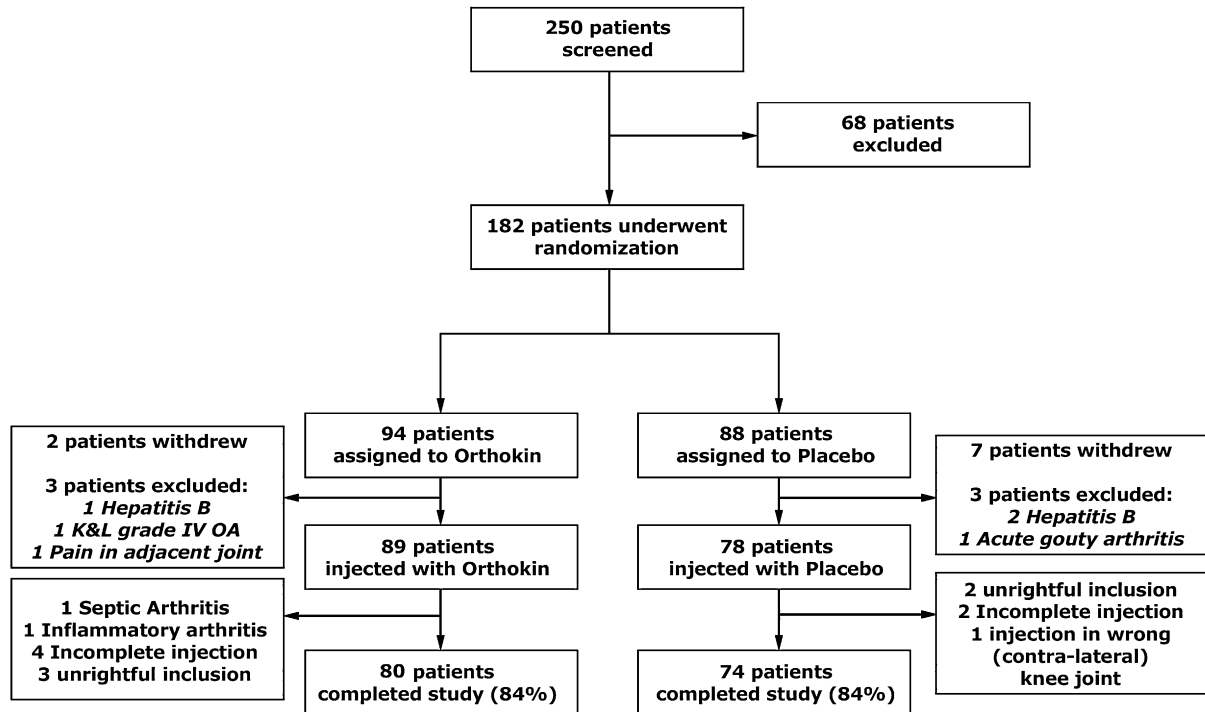 250 patients
screened
68 patients
excluded
182 patients underwent
randomization
94 patients
assigned to Orthokin
88 patients
assigned to Placebo
2 patients withdrew
3 patients excluded:
1 Hepatitis B
1 K&L grade IV OA
1 Pain in adjacent joint
7 patients withdrew
3 patients excluded:
2 Hepatitis B
1 Acute gouty arthritis
89 patients
injected with Orthokin
78 patients
injected with Placebo
1 Septic Arthritis
1 Inflammatory arthritis
4 Incomplete injection
3 unrightful inclusion
2 unrightful inclusion
2 Incomplete injection
1 injection in wrong
(contra-lateral)
knee joint
80 patients
completed study (84%)
74 patients
completed study (84%)